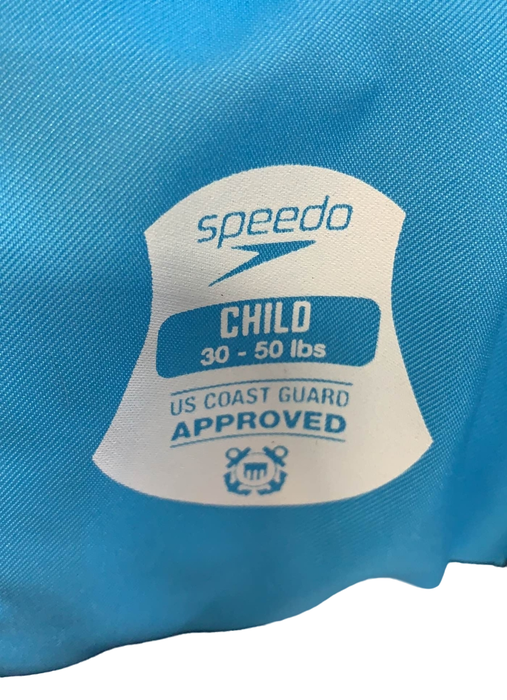 speedo
CHILD
30 - 50 lbs
US COAST GUARD
APPROVED